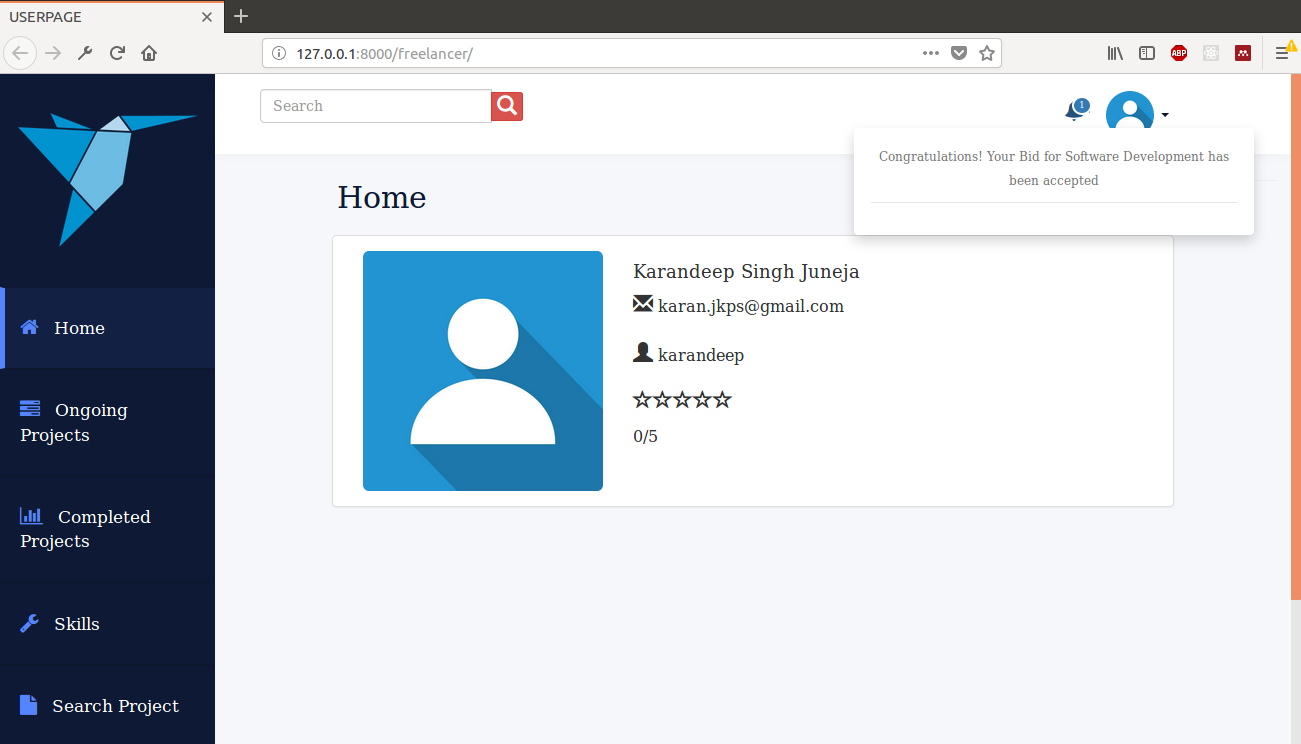 USERPAGE
127.0.0.1:8000/freelancer/
ABP
Search
1
Congratulations! Your Bid for Software Development has
been accepted
Home
Karandeep Singh Juneja
karan.jkps@gmail.com
karandeep
0/5
Home
Ongoing
Projects
Completed
Projects
Skills
Search Project